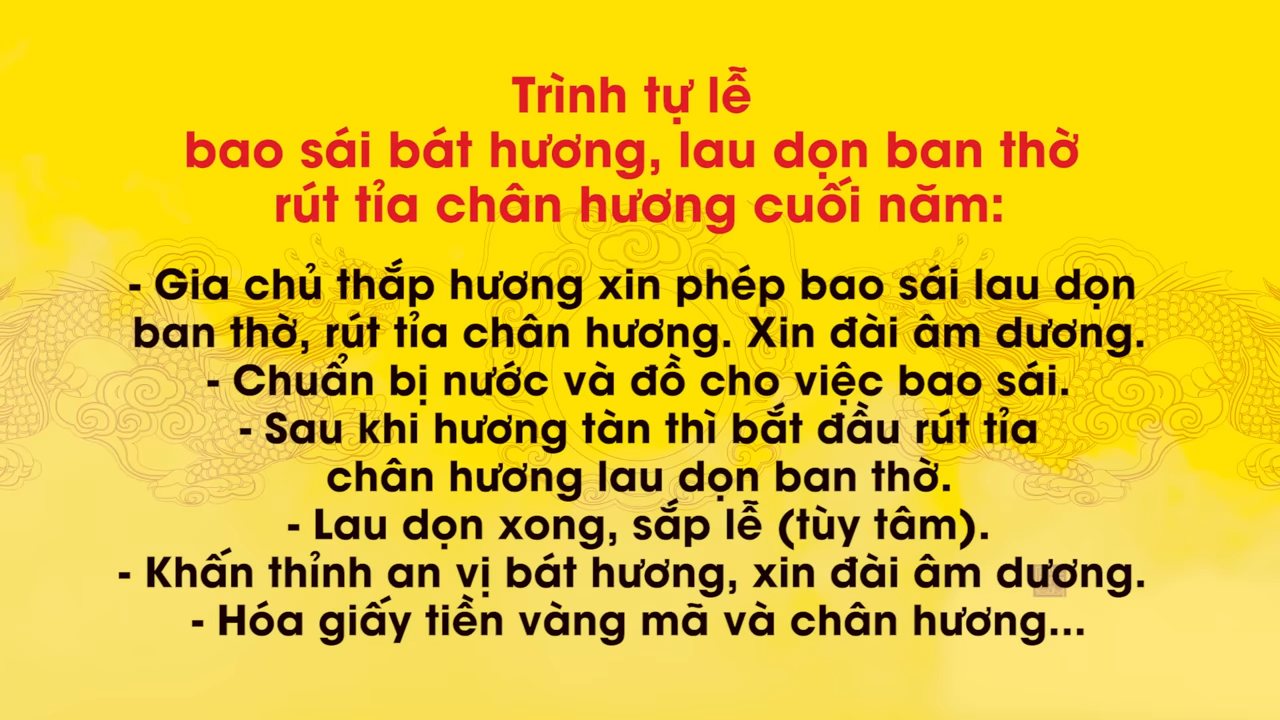 Trình tự lễ
bao sái bát hương, lau dọn ban thờ
rút tỉa chân hương cuối năm:
- Gia chủ thắp hương xin phép bao sái lau dọn
ban thờ, rút tỉa chân hương. Xin đài âm dương.
- Chuẩn bị nước và đồ cho việc bao sái.
- Sau khi hương tàn thì bắt đầu rút tỉa
chân hương lau dọn ban thờ.
- Lau dọn xong, sắp lễ (tùy tâm).
- Khấn thỉnh an vị bát hương, xin đài âm dương.
- Hóa giấy tiền vàng mã và chân hương...